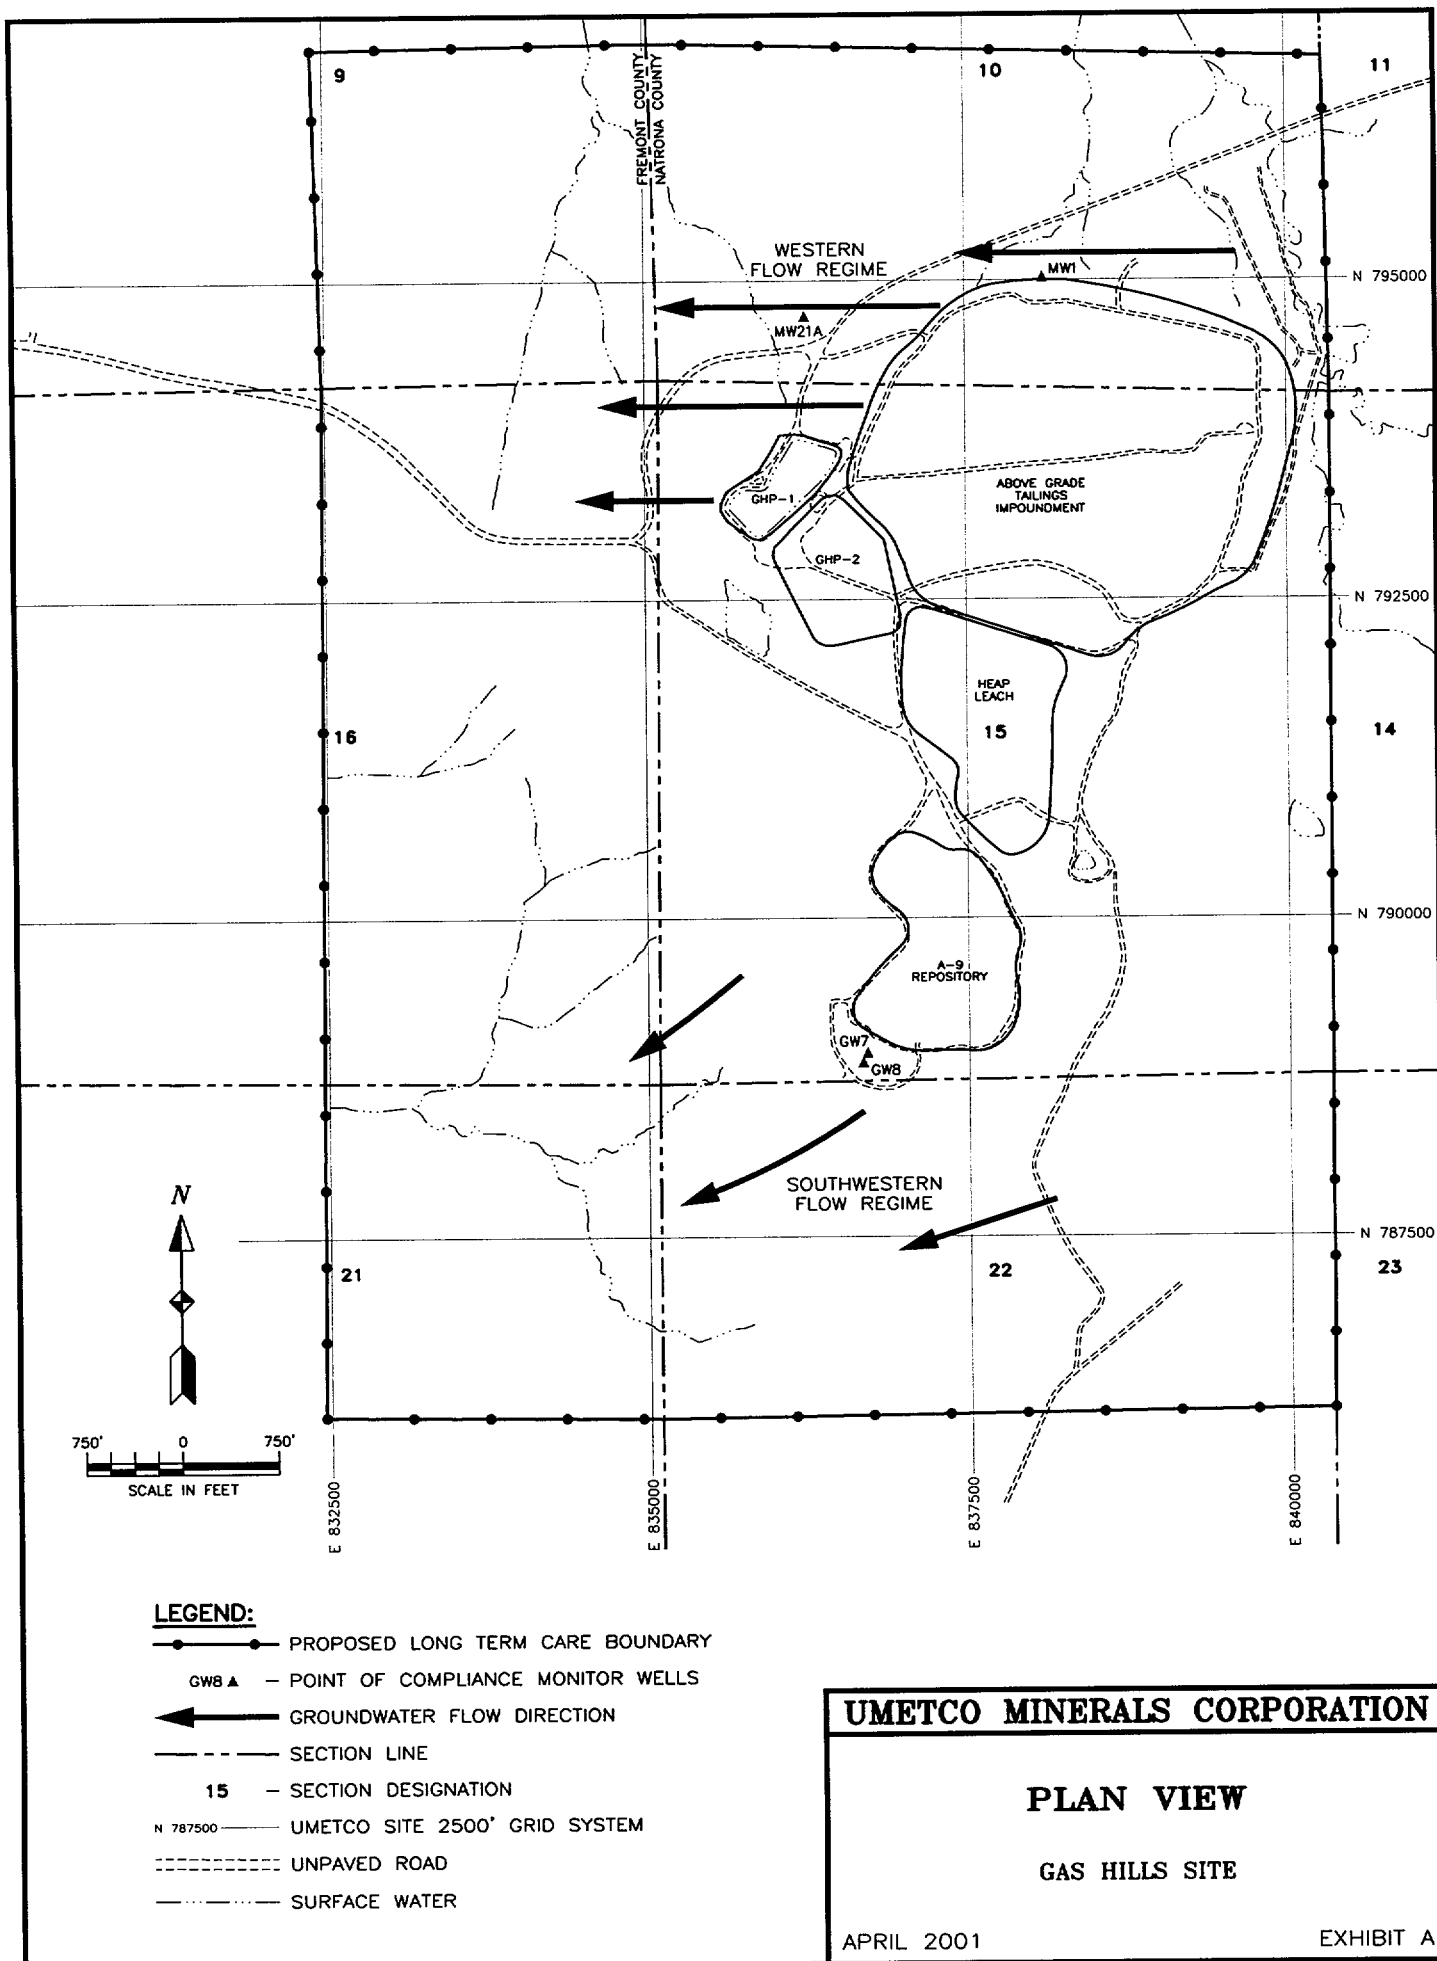 9
10
11
FREMONT COUNTY
NATRONA COUNTY
WESTERN
FLOW REGIME
MW1
N 795000
MW21A
GHP-1
ABOVE GRADE
TAILINGS
IMPOUNDMENT
GHP-2
N 792500
HEAP
LEACH
15
16
14
N 790000
A-9
REPOSITORY
GW7
GW8
SOUTHWESTERN
FLOW REGIME
N
N 787500
21
22
23
750' 0 750'
SCALE IN FEET
E 832500
E 835000
E 837500
E 840000
LEGEND:
PROPOSED LONG TERM CARE BOUNDARY
GW8 ▲ – POINT OF COMPLIANCE MONITOR WELLS
GROUNDWATER FLOW DIRECTION
SECTION LINE
15 – SECTION DESIGNATION
N 787500 UMETCO SITE 2500' GRID SYSTEM
UNPAVED ROAD
SURFACE WATER
UMETCO MINERALS CORPORATION
PLAN VIEW
GAS HILLS SITE
APRIL 2001 EXHIBIT A